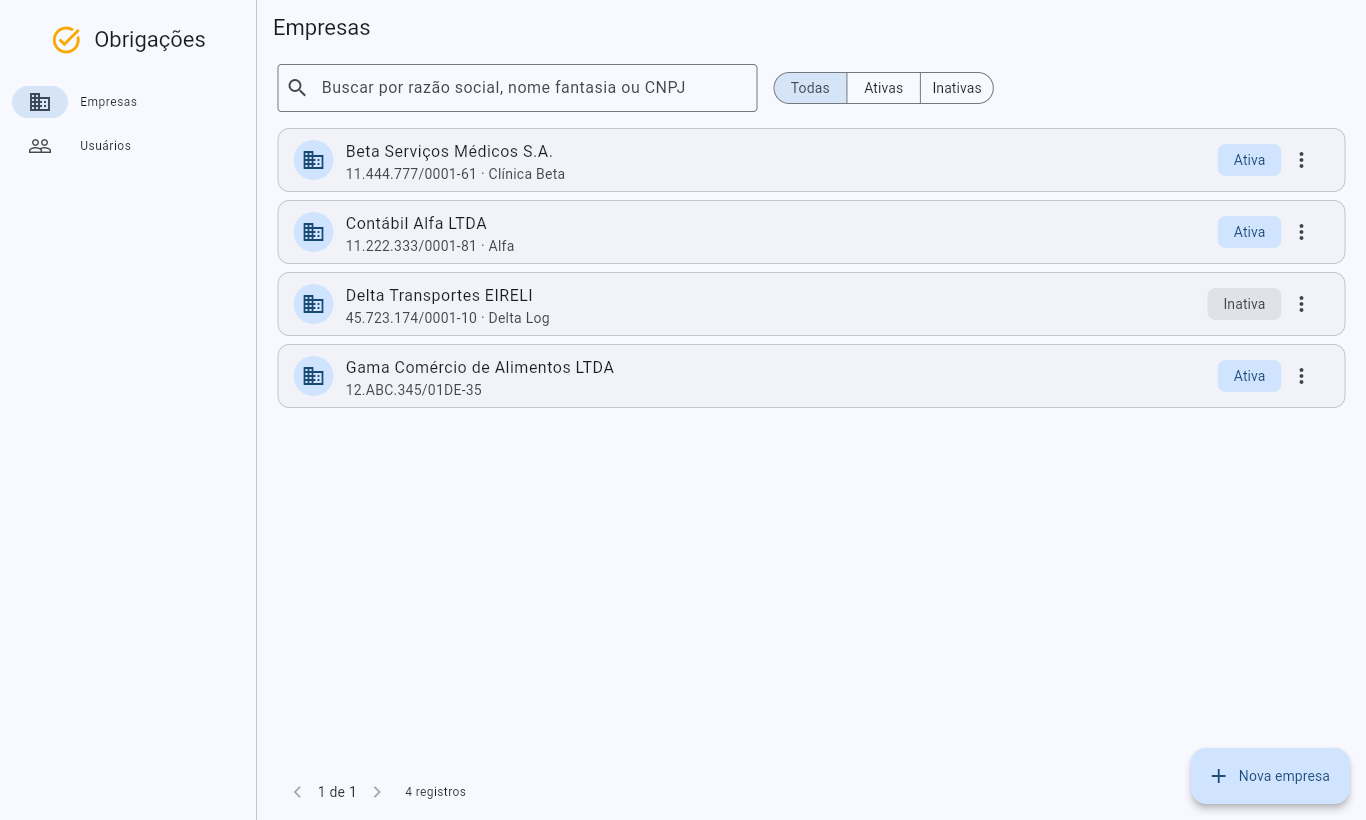 Obrigações
Empresas
Usuários
Empresas
Buscar por razão social, nome fantasia ou CNPJ
Todas
Ativas
Inativas
Beta Serviços Médicos S.A.
11.444.777/0001-61 · Clínica Beta
Ativa
Contábil Alfa LTDA
11.222.333/0001-81 · Alfa
Ativa
Delta Transportes EIRELI
45.723.174/0001-10 · Delta Log
Inativa
Gama Comércio de Alimentos LTDA
12.ABC.345/01DE-35
Ativa
1 de 1
4 registros
Nova empresa